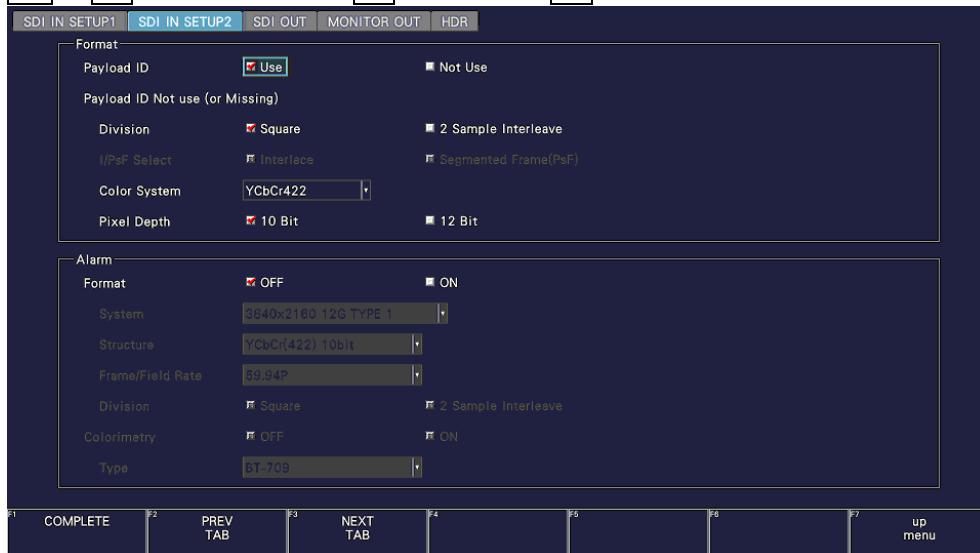 SDI IN SETUP1 SDI IN SETUP2 SDI OUT MONITOR OUT HDR
Format
Payload ID Use Not Use
Payload ID Not use (or Missing)
Division Square 2 Sample Interleave
I/PsF Select Interlace Segmented Frame(PsF)
Color System YCbCr422
Pixel Depth 10 Bit 12 Bit
Alarm
Format OFF ON
System 3840x2160 12G TYPE 1
Structure YCbCr(422) 10bit
Frame/Field Rate 59.94P
Division Square 2 Sample Interleave
Colorimetry OFF ON
Type BT-709
F1 COMPLETE F2 PREV TAB F3 NEXT TAB F4 F5 F6 F7 up menu